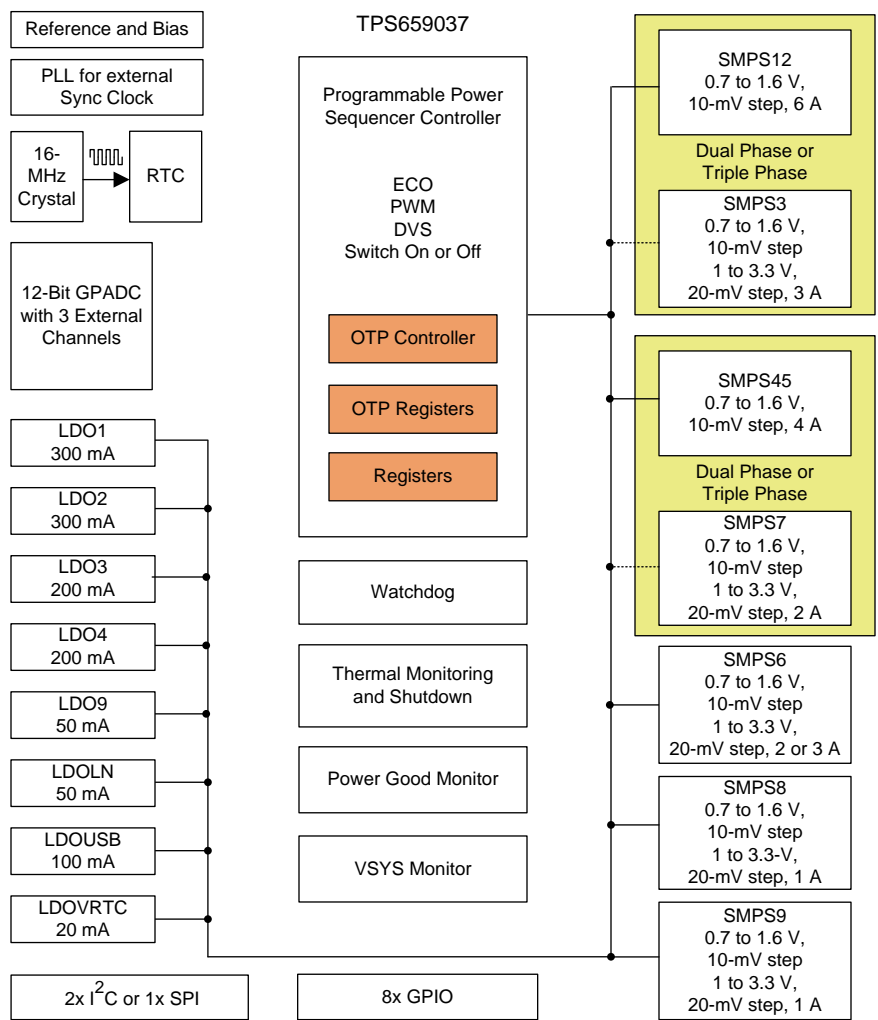 Reference and Bias
PLL for external
Sync Clock
16-
MHz
Crystal
RTC
12-Bit GPADC
with 3 External
Channels
LDO1
300 mA
LDO2
300 mA
LDO3
200 mA
LDO4
200 mA
LDO9
50 mA
LDOLN
50 mA
LDOUSB
100 mA
LDOVRTC
20 mA
2x I²C or 1x SPI
TPS659037
Programmable Power
Sequencer Controller
ECO
PWM
DVS
Switch On or Off
OTP Controller
OTP Registers
Registers
Watchdog
Thermal Monitoring
and Shutdown
Power Good Monitor
VSYS Monitor
8x GPIO
SMPS12
0.7 to 1.6 V,
10-mV step, 6 A
Dual Phase or
Triple Phase
SMPS3
0.7 to 1.6 V,
10-mV step
1 to 3.3 V,
20-mV step, 3 A
SMPS45
0.7 to 1.6 V,
10-mV step, 4 A
Dual Phase or
Triple Phase
SMPS7
0.7 to 1.6 V,
10-mV step
1 to 3.3 V,
20-mV step, 2 A
SMPS6
0.7 to 1.6 V,
10-mV step
1 to 3.3 V,
20-mV step, 2 or 3 A
SMPS8
0.7 to 1.6 V,
10-mV step
1 to 3.3-V,
20-mV step, 1 A
SMPS9
0.7 to 1.6 V,
10-mV step
1 to 3.3 V,
20-mV step, 1 A